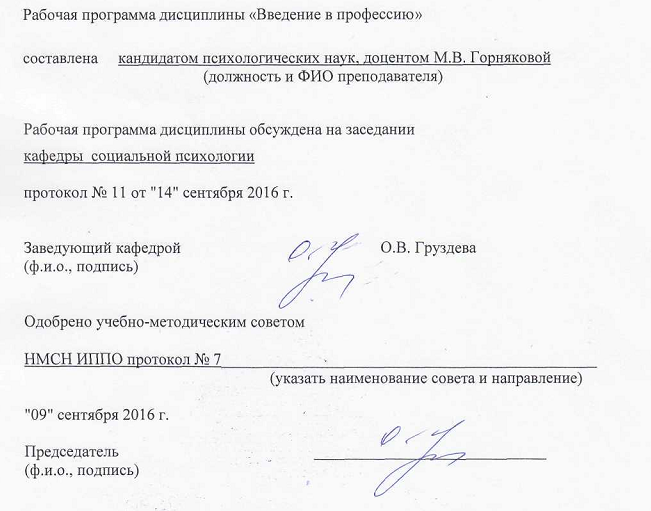 Рабочая программа дисциплины «Введение в профессию»
составлена кандидатом психологических наук, доцентом М.В. Горняковой
(должность и ФИО преподавателя)
Рабочая программа дисциплины обсуждена на заседании
кафедры социальной психологии
протокол № 11 от "14" сентября 2016 г.
Заведующий кафедрой О.В. Груздева
(ф.и.о., подпись)
Одобрено учебно-методическим советом
НМСН ИППО протокол № 7
(указать наименование совета и направление)
"09" сентября 2016 г.
Председатель
(ф.и.о., подпись)